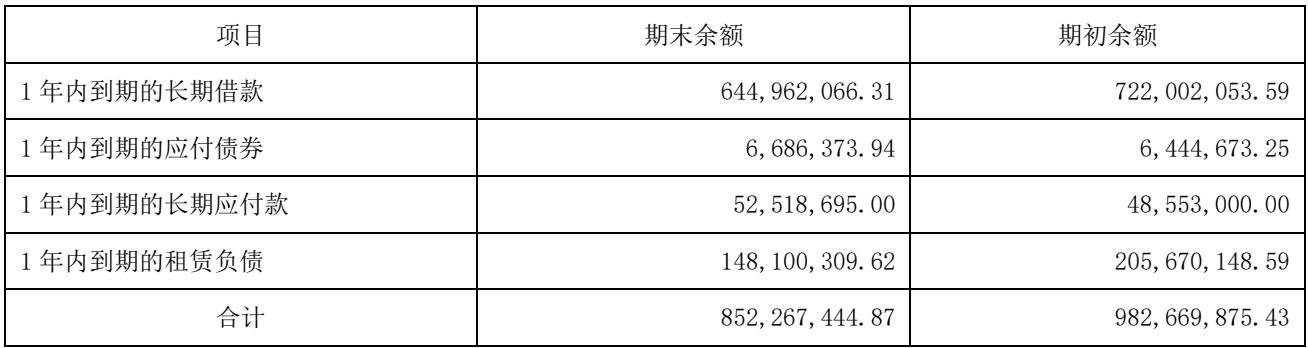 项目 期末余额 期初余额
1 年内到期的长期借款 644,962,066.31 722,002,053.59
1 年内到期的应付债券 6,686,373.94 6,444,673.25
1 年内到期的长期应付款 52,518,695.00 48,553,000.00
1 年内到期的租赁负债 148,100,309.62 205,670,148.59
合计 852,267,444.87 982,669,875.43